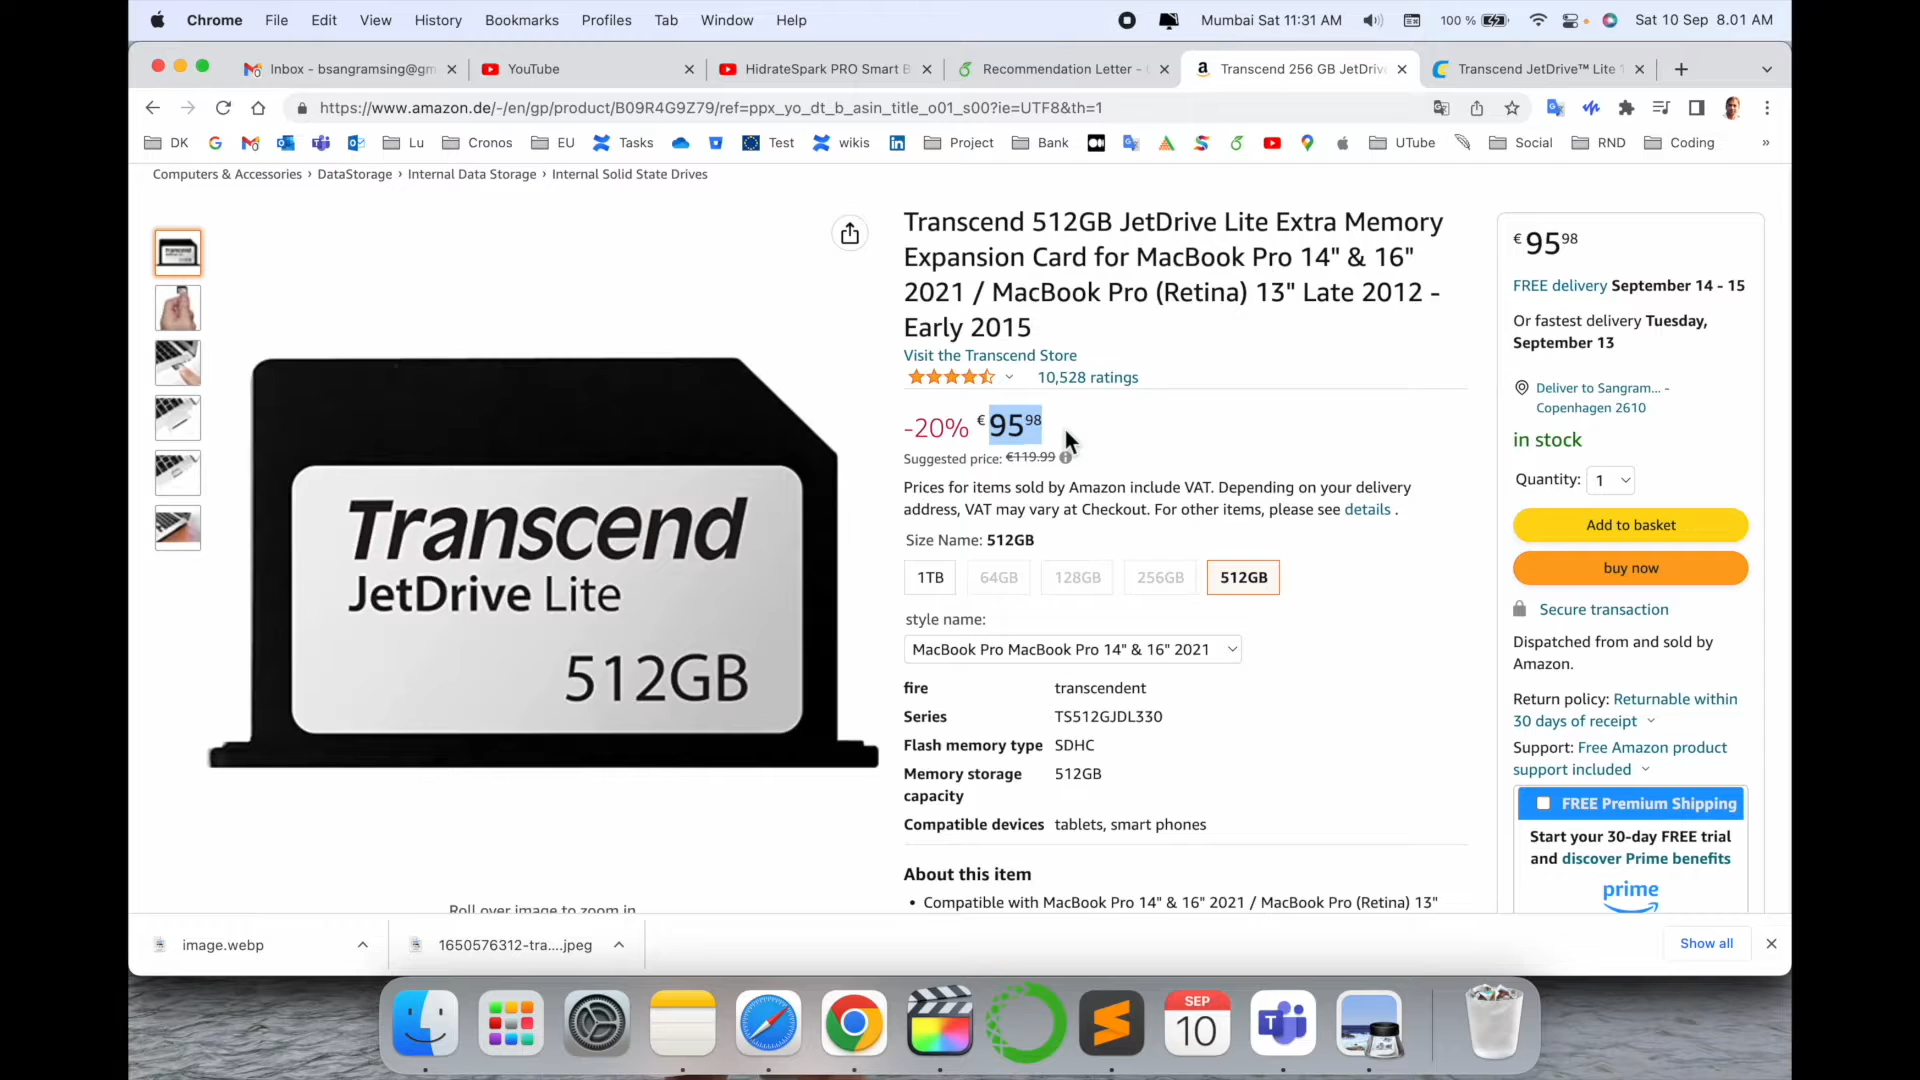 Chrome File Edit View History Bookmarks Profiles Tab Window Help
Mumbai Sat 11:31 AM 100 % Sat 10 Sep 8.01 AM
Inbox - bsangramsing@gm YouTube HidrateSpark PRO Smart B Recommendation Letter - Transcend 256 GB JetDriv Transcend JetDrive™ Lite
https://www.amazon.de/-/en/gp/product/B09R4G9Z79/ref=ppx_yo_dt_b_asin_title_o01_s00?ie=UTF8&th=1
DK Lu Cronos EU Tasks Test wikis Project Bank UTube Social RND Coding »
Computers & Accessories › DataStorage › Internal Data Storage › Internal Solid State Drives
Transcend
JetDrive Lite
512GB
Roll over image to zoom in
Transcend 512GB JetDrive Lite Extra Memory
Expansion Card for MacBook Pro 14" & 16"
2021 / MacBook Pro (Retina) 13" Late 2012 -
Early 2015
Visit the Transcend Store
10,528 ratings
-20% €95 98
Suggested price: €119.99
Prices for items sold by Amazon include VAT. Depending on your delivery
address, VAT may vary at Checkout. For other items, please see details .
Size Name: 512GB
1TB 64GB 128GB 256GB 512GB
style name:
MacBook Pro MacBook Pro 14" & 16" 2021
fire transcendent
Series TS512GJDL330
Flash memory type SDHC
Memory storage 512GB
capacity
Compatible devices tablets, smart phones
About this item
• Compatible with MacBook Pro 14" & 16" 2021 / MacBook Pro (Retina) 13"
€95 98
FREE delivery September 14 - 15
Or fastest delivery Tuesday,
September 13
Deliver to Sangram... -
Copenhagen 2610
in stock
Quantity: 1
Add to basket
buy now
Secure transaction
Dispatched from and sold by
Amazon.
Return policy: Returnable within
30 days of receipt
Support: Free Amazon product
support included
FREE Premium Shipping
Start your 30-day FREE trial
and discover Prime benefits
prime
image.webp 1650576312-tra....jpeg Show all
SEP
10
T